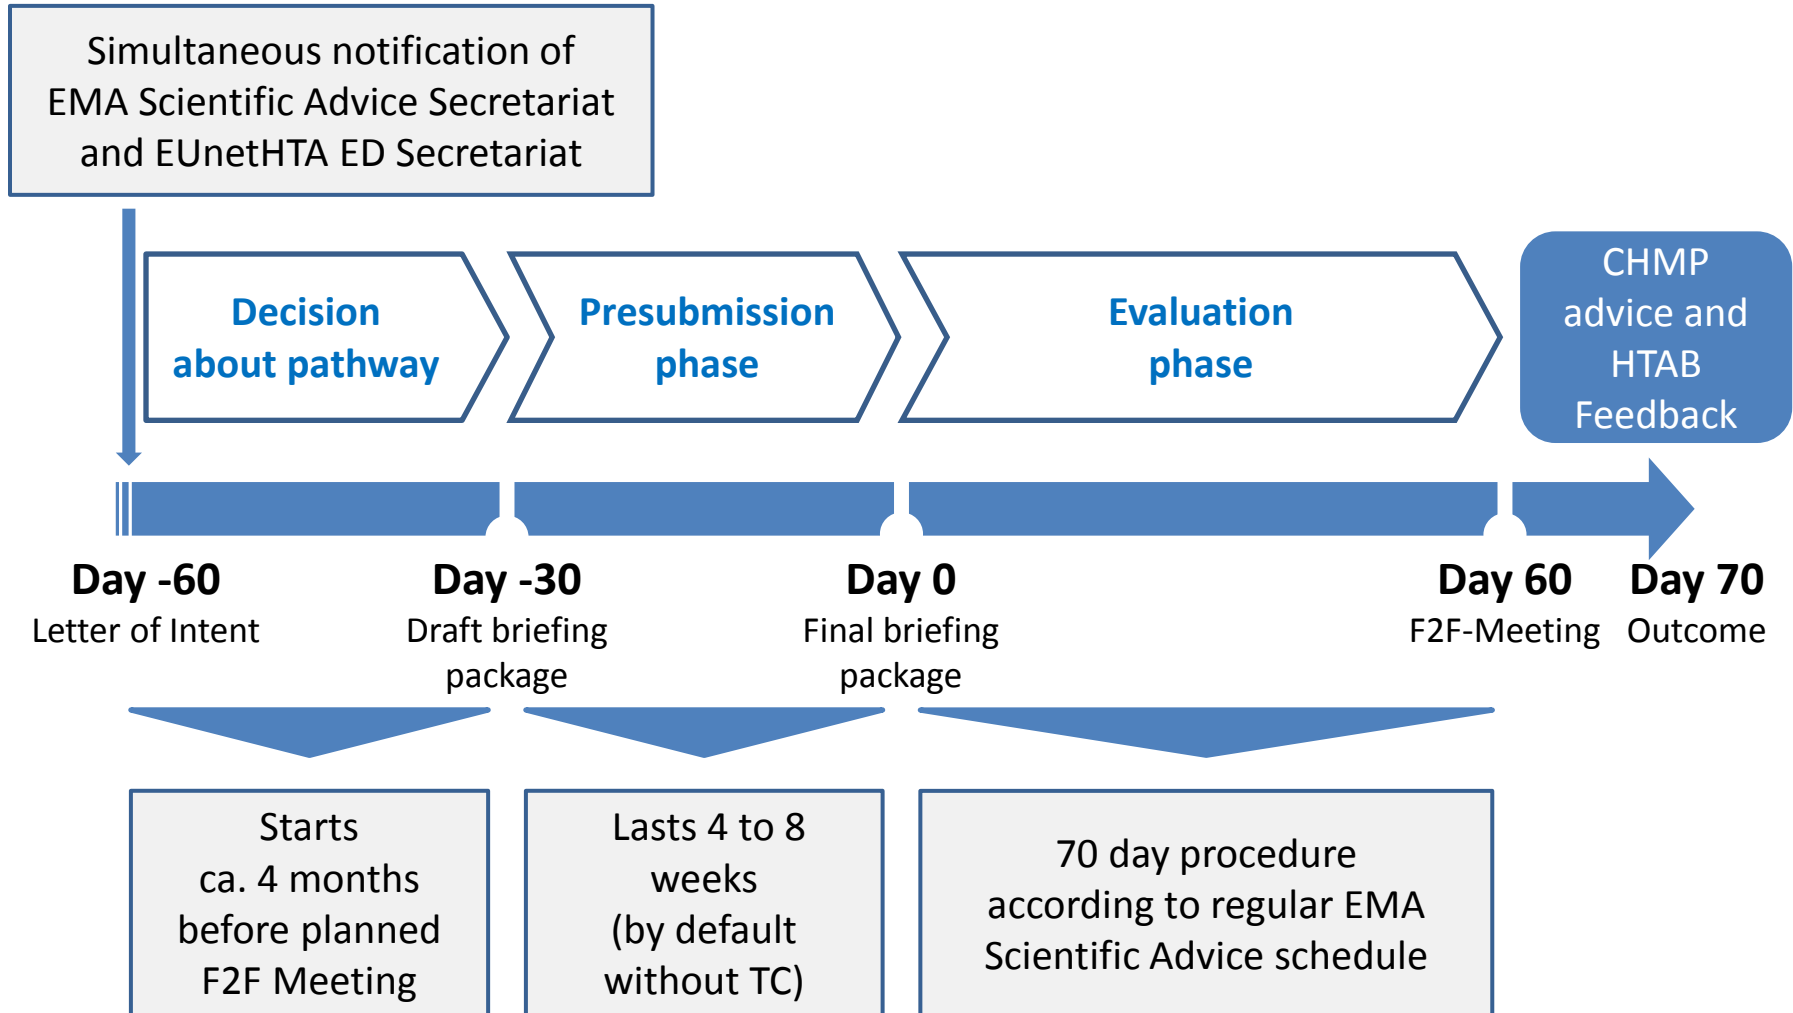 Simultaneous notification of
EMA Scientific Advice Secretariat
and EUnetHTA ED Secretariat
Decision
about pathway
Presubmission
phase
Evaluation
phase
CHMP
advice and
HTAB
Feedback
Day -60
Letter of Intent
Day -30
Draft briefing
package
Day 0
Final briefing
package
Day 60
F2F-Meeting
Day 70
Outcome
Starts
ca. 4 months
before planned
F2F Meeting
Lasts 4 to 8
weeks
(by default
without TC)
70 day procedure
according to regular EMA
Scientific Advice schedule